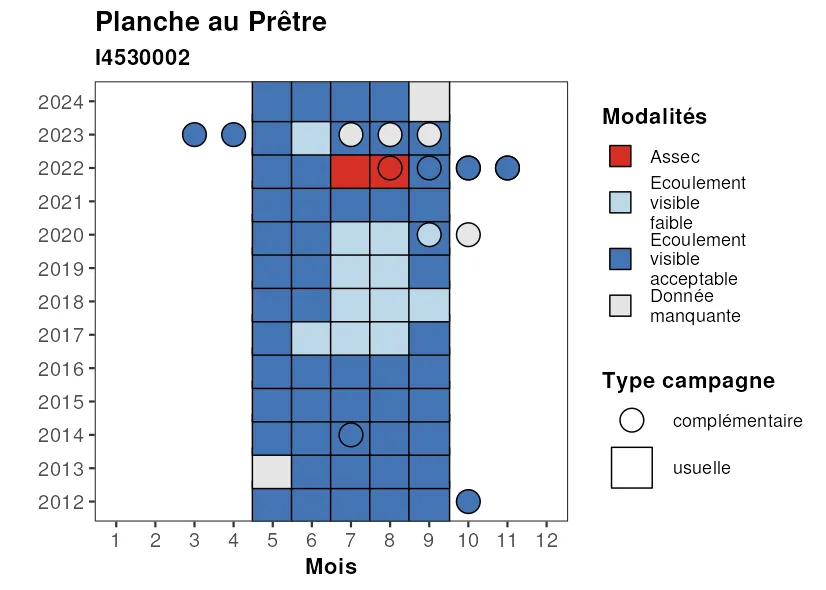 Planche au Prêtre
I4530002
2024
2023
2022
2021
2020
2019
2018
2017
2016
2015
2014
2013
2012
1 2 3 4 5 6 7 8 9 10 11 12
Mois
Modalités
Assec
Ecoulement
visible
faible
Ecoulement
visible
acceptable
Donnée
manquante
Type campagne
complémentaire
usuelle